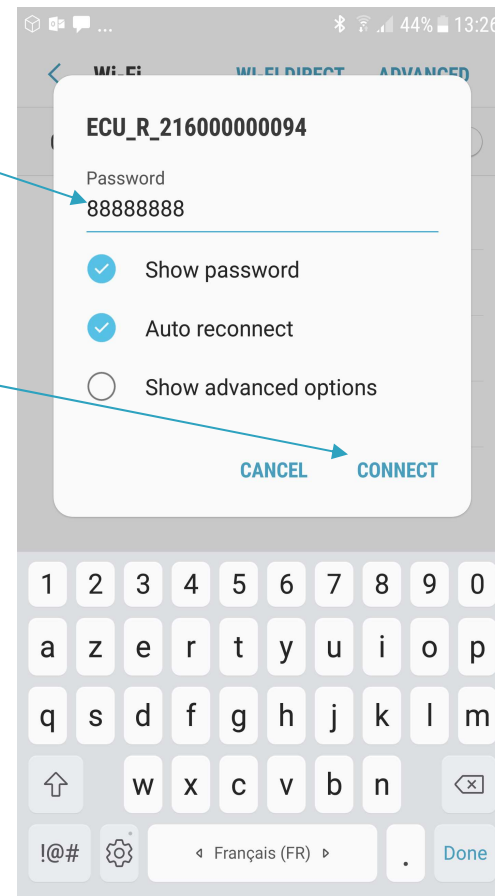 ... 44% 13:26
Wi-Fi WI-FI DIRECT ADVANCED
ECU_R_216000000094
Password
88888888
Show password
Auto reconnect
Show advanced options
CANCEL CONNECT
1 2 3 4 5 6 7 8 9 0
a z e r t y u i o p
q s d f g h j k l m
w x c v b n
!@# Français (FR) . Done